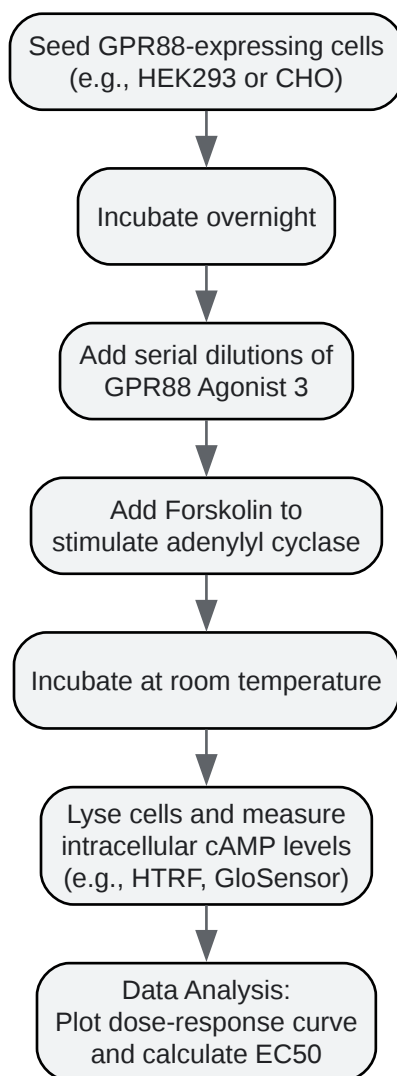 Seed GPR88-expressing cells
(e.g., HEK293 or CHO)
Incubate overnight
Add serial dilutions of
GPR88 Agonist 3
Add Forskolin to
stimulate adenylyl cyclase
Incubate at room temperature
Lyse cells and measure
intracellular cAMP levels
(e.g., HTRF, GloSensor)
Data Analysis:
Plot dose-response curve
and calculate EC50